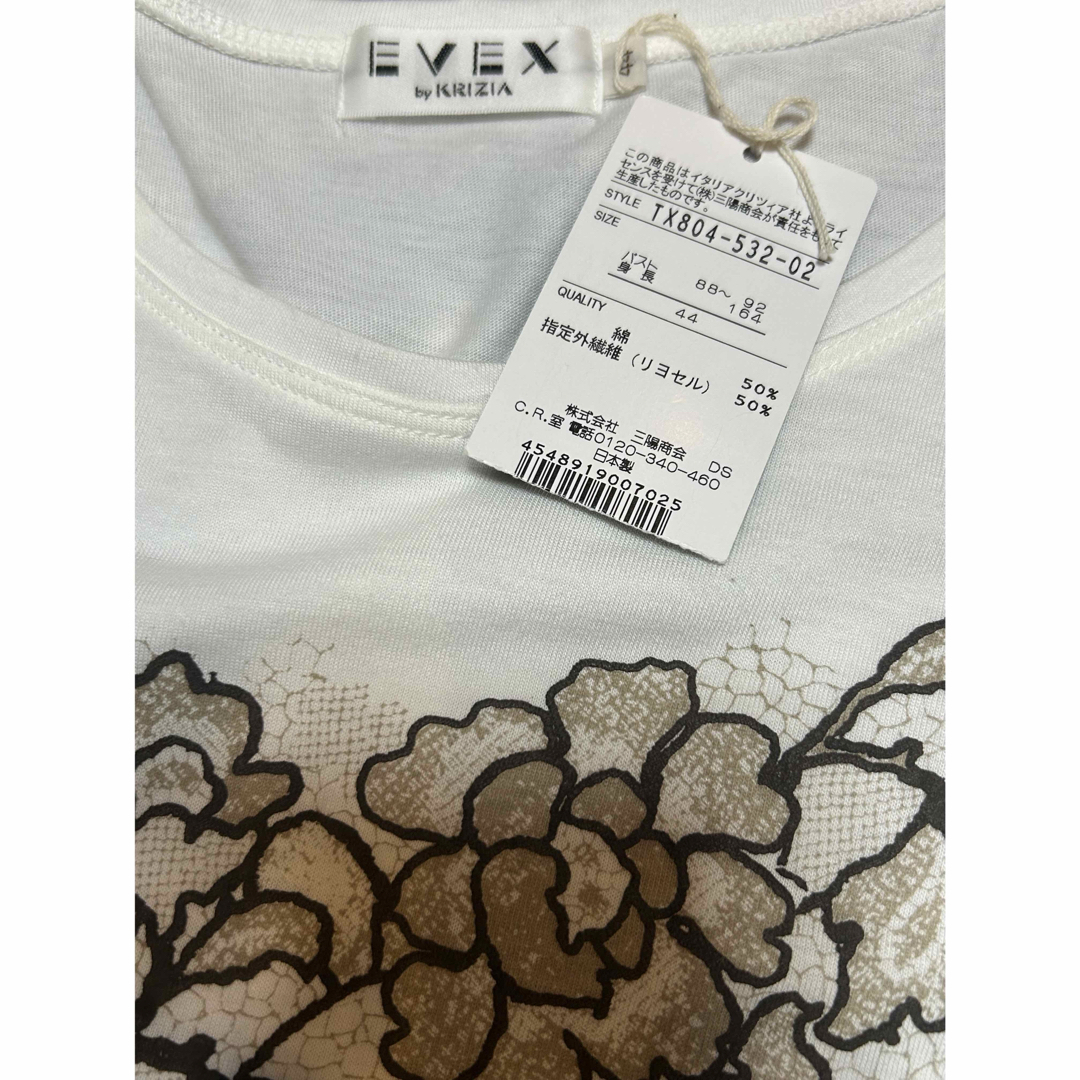 EVEX
by KRIZIA
この商品はイタリアクリツィア社よりライ
センスを受けて(株)三陽商会が責任をもって
生産したものです。
STYLE TX804-532-02
SIZE
バスト 88~ 92
身長 164
44
QUALITY
綿 50%
指定外繊維 (リヨセル) 50%
株式会社 三陽商会 DS
C.R.室 電話0120-340-460
日本製
4548919007025